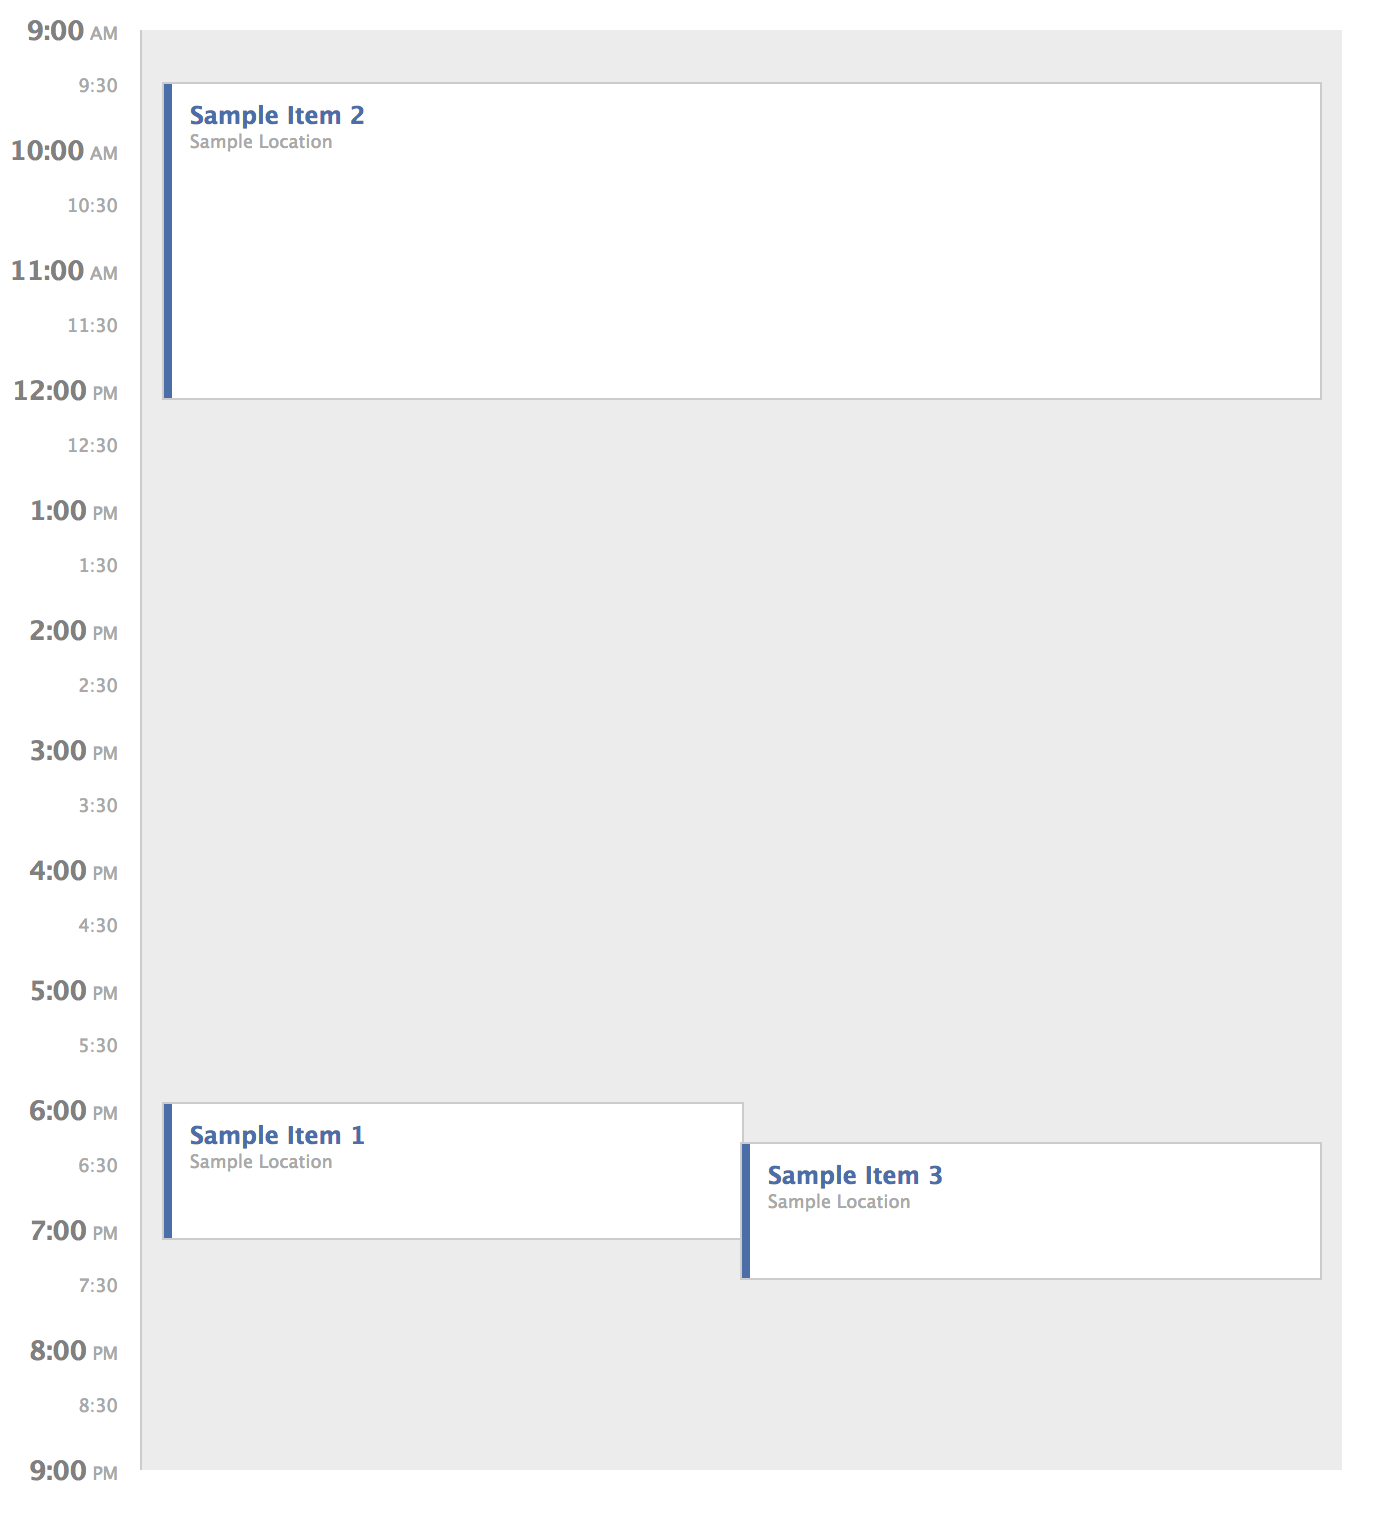 9:00 AM
9:30
Sample Item 2
Sample Location
10:00 AM
10:30
11:00 AM
11:30
12:00 PM
12:30
1:00 PM
1:30
2:00 PM
2:30
3:00 PM
3:30
4:00 PM
4:30
5:00 PM
5:30
6:00 PM
Sample Item 1
Sample Location
6:30
Sample Item 3
Sample Location
7:00 PM
7:30
8:00 PM
8:30
9:00 PM